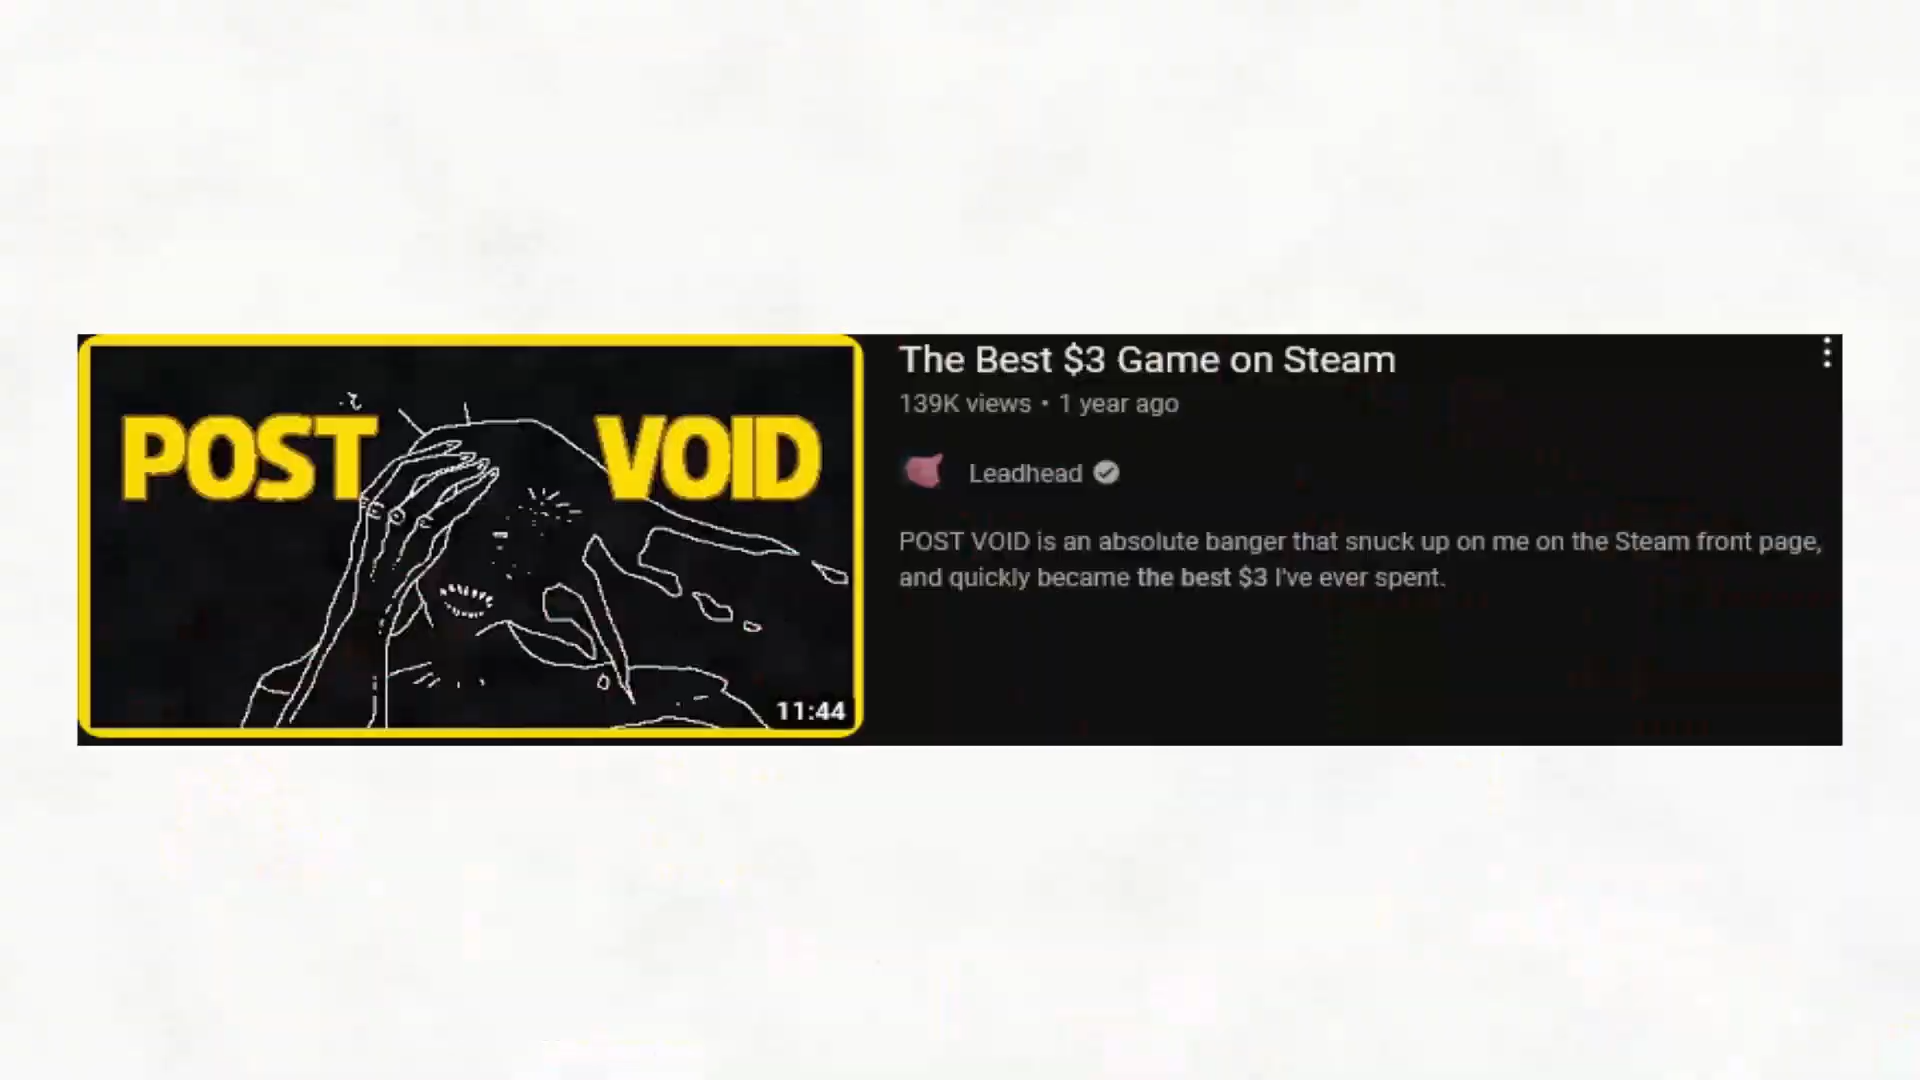 POST VOID
11:44
The Best $3 Game on Steam
139K views • 1 year ago
Leadhead
POST VOID is an absolute banger that snuck up on me on the Steam front page,
and quickly became the best $3 I've ever spent.